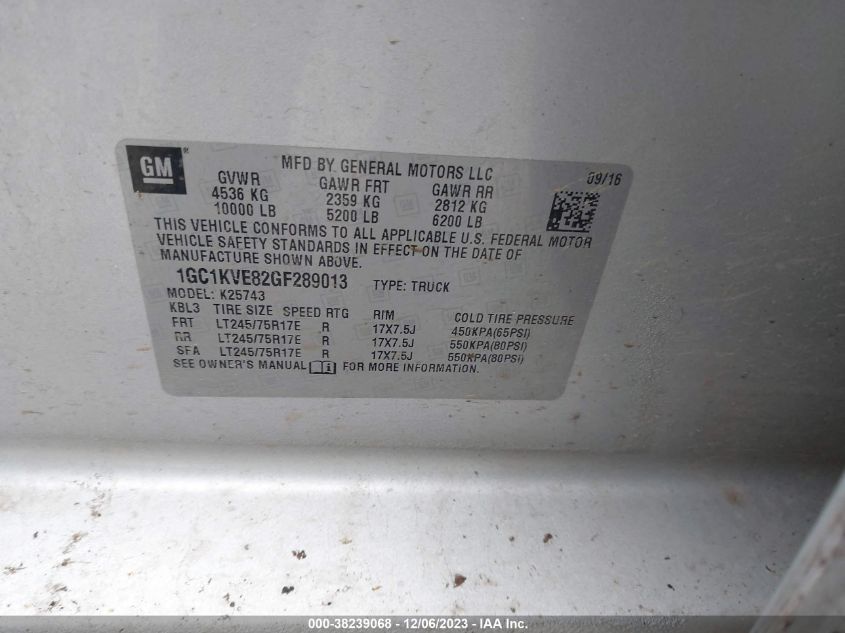 GM
MFD BY GENERAL MOTORS LLC
09/16
GVWR GAWR FRT GAWR RR
4536 KG 2359 KG 2812 KG
10000 LB 5200 LB 6200 LB
THIS VEHICLE CONFORMS TO ALL APPLICABLE U.S. FEDERAL MOTOR
VEHICLE SAFETY STANDARDS IN EFFECT ON THE DATE OF
MANUFACTURE SHOWN ABOVE.
1GC1KVE82GF289013 TYPE: TRUCK
MODEL: K25743
KBL3 TIRE SIZE SPEED RTG RIM COLD TIRE PRESSURE
FRT LT245/75R17E R 17X7.5J 450KPA(65PSI)
RR LT245/75R17E R 17X7.5J 550KPA(80PSI)
SFA LT245/75R17E R 17X7.5J 550KPA(80PSI)
SEE OWNER'S MANUAL FOR MORE INFORMATION.
000-38239068 - 12/06/2023 - IAA Inc.